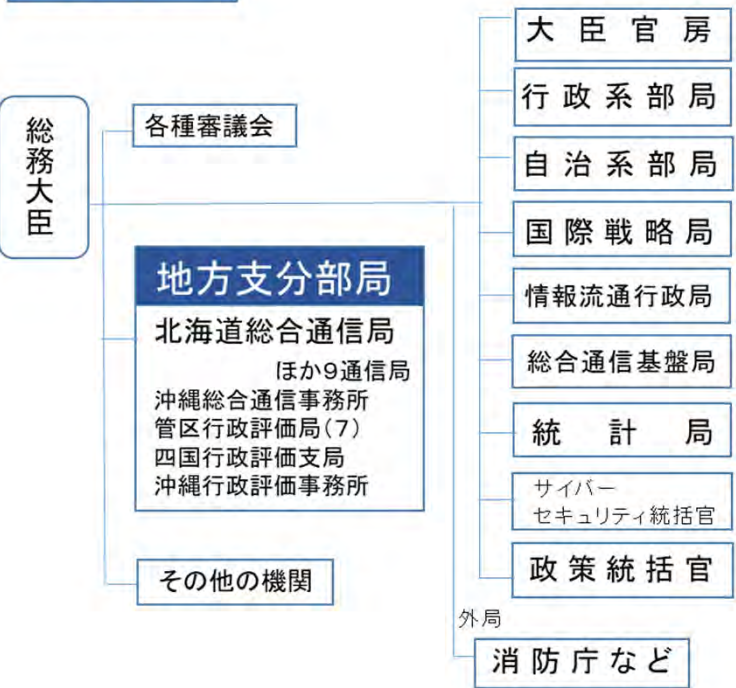 総務大臣
各種審議会
地方支分部局
北海道総合通信局
ほか9通信局
沖縄総合通信事務所
管区行政評価局(7)
四国行政評価支局
沖縄行政評価事務所
その他の機関
大臣官房
行政系部局
自治系部局
国際戦略局
情報流通行政局
総合通信基盤局
統計局
サイバー
セキュリティ統括官
政策統括官
外局
消防庁など